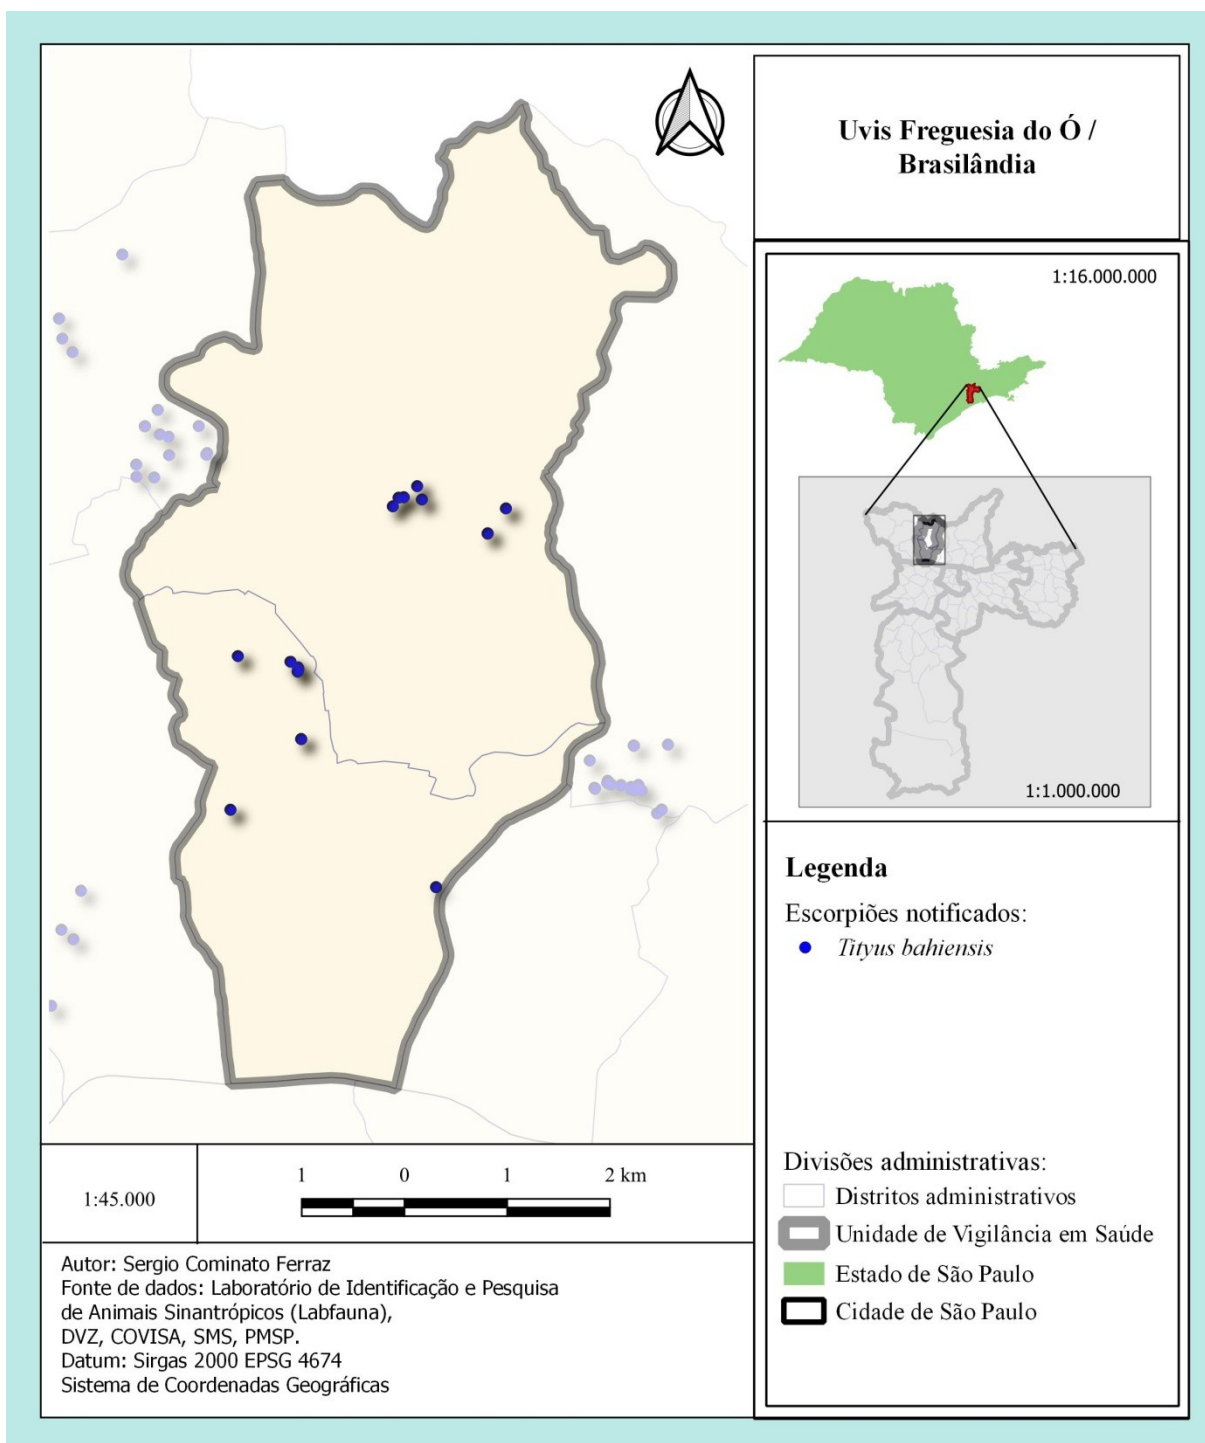 Uvis Freguesia do Ó /
Brasilândia
1:16.000.000
1:1.000.000
Legenda
Escorpiões notificados:
Tityus bahiensis
Divisões administrativas:
Distritos administrativos
Unidade de Vigilância em Saúde
Estado de São Paulo
Cidade de São Paulo
1:45.000
1 0 1 2 km
Autor: Sergio Cominato Ferraz
Fonte de dados: Laboratório de Identificação e Pesquisa
de Animais Sinantrópicos (Labfauna),
DVZ, COVISA, SMS, PMSP.
Datum: Sirgas 2000 EPSG 4674
Sistema de Coordenadas Geográficas